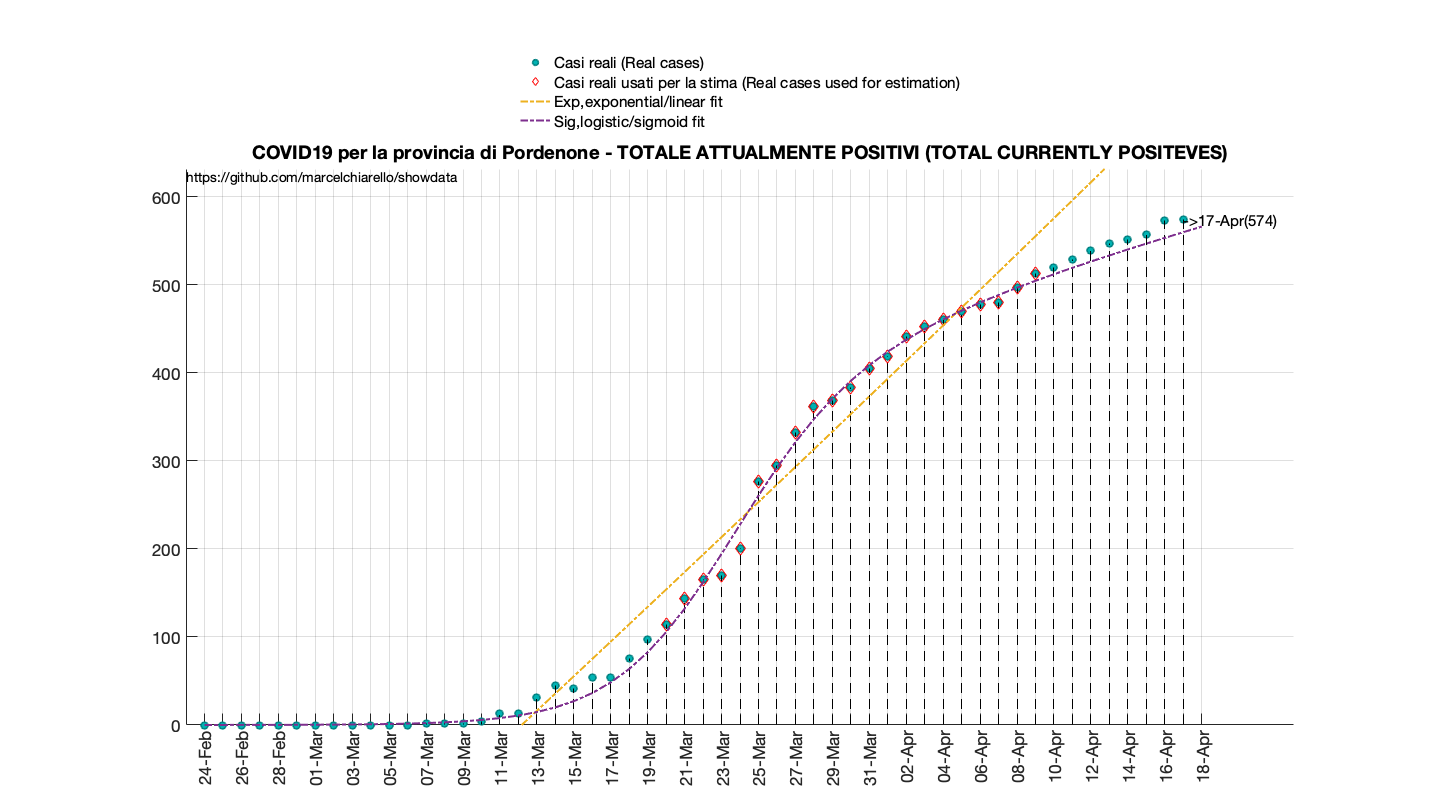 Casi reali (Real cases)
Casi reali usati per la stima (Real cases used for estimation)
Exp,exponential/linear fit
Sig,logistic/sigmoid fit
COVID19 per la provincia di Pordenone - TOTALE ATTUALMENTE POSITIVI (TOTAL CURRENTLY POSITEVES)
https://github.com/marcelchiarello/showdata
600
500
400
300
200
100
0
->17-Apr(574)
24-Feb
26-Feb
28-Feb
01-Mar
03-Mar
05-Mar
07-Mar
09-Mar
11-Mar
13-Mar
15-Mar
17-Mar
19-Mar
21-Mar
23-Mar
25-Mar
27-Mar
29-Mar
31-Mar
02-Apr
04-Apr
06-Apr
08-Apr
10-Apr
12-Apr
14-Apr
16-Apr
18-Apr